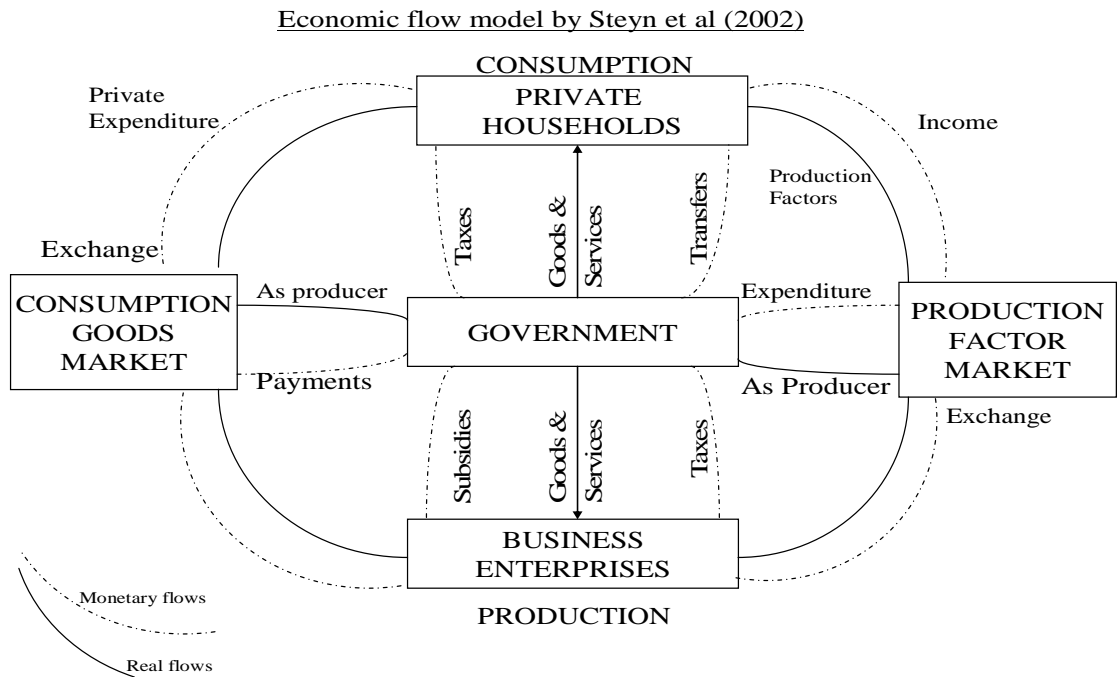 Economic flow model by Steyn et al (2002)
CONSUMPTION
PRIVATE
HOUSEHOLDS
Private
Expenditure
Income
Production
Factors
Taxes
Goods &
Services
Transfers
Exchange
CONSUMPTION
GOODS
MARKET
As producer
Payments
GOVERNMENT
Expenditure
As Producer
PRODUCTION
FACTOR
MARKET
Exchange
Subsidies
Goods &
Services
Taxes
BUSINESS
ENTERPRISES
PRODUCTION
Monetary flows
Real flows